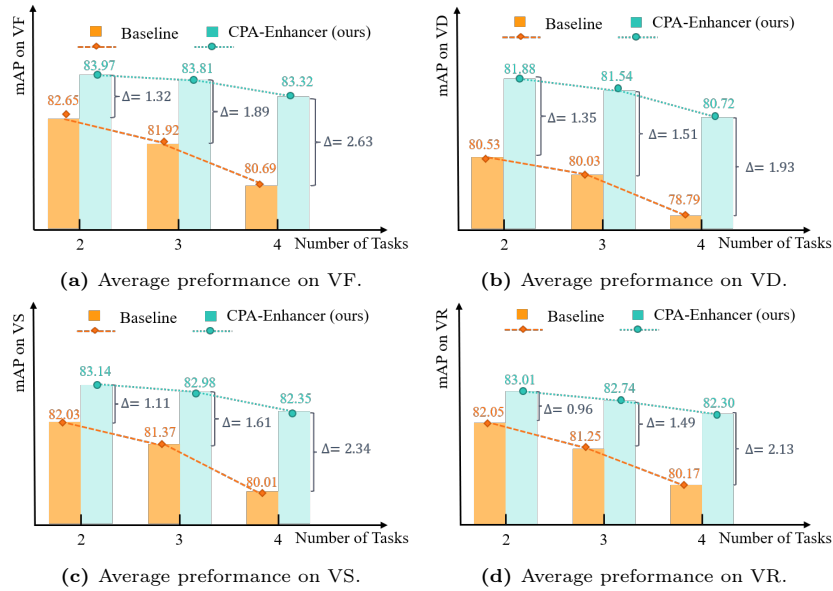 mAP on VF
Baseline
CPA-Enhancer (ours)
82.65
83.97
Δ= 1.32
81.92
83.81
Δ= 1.89
80.69
83.32
Δ= 2.63
2
3
4
Number of Tasks
(a) Average preformance on VF.
mAP on VD
Baseline
CPA-Enhancer (ours)
80.53
81.88
Δ= 1.35
80.03
81.54
Δ= 1.51
78.79
80.72
Δ= 1.93
2
3
4
Number of Tasks
(b) Average preformance on VD.
mAP on VS
Baseline
CPA-Enhancer (ours)
82.03
83.14
Δ= 1.11
81.37
82.98
Δ= 1.61
80.01
82.35
Δ= 2.34
2
3
4
Number of Tasks
(c) Average preformance on VS.
mAP on VR
Baseline
CPA-Enhancer (ours)
82.05
83.01
Δ= 0.96
81.25
82.74
Δ= 1.49
80.17
82.30
Δ= 2.13
2
3
4
Number of Tasks
(d) Average preformance on VR.